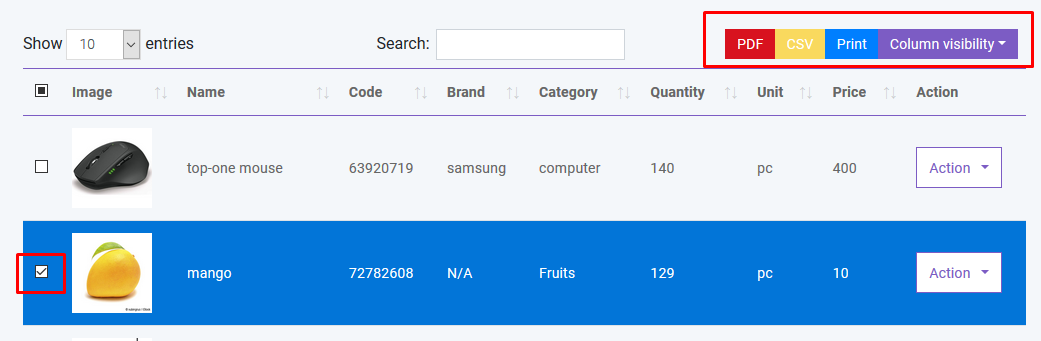 Show 10 entries Search: PDF CSV Print Column visibility
Image Name Code Brand Category Quantity Unit Price Action
top-one mouse 63920719 samsung computer 140 pc 400 Action
mango 72782608 N/A Fruits 129 pc 10 Action